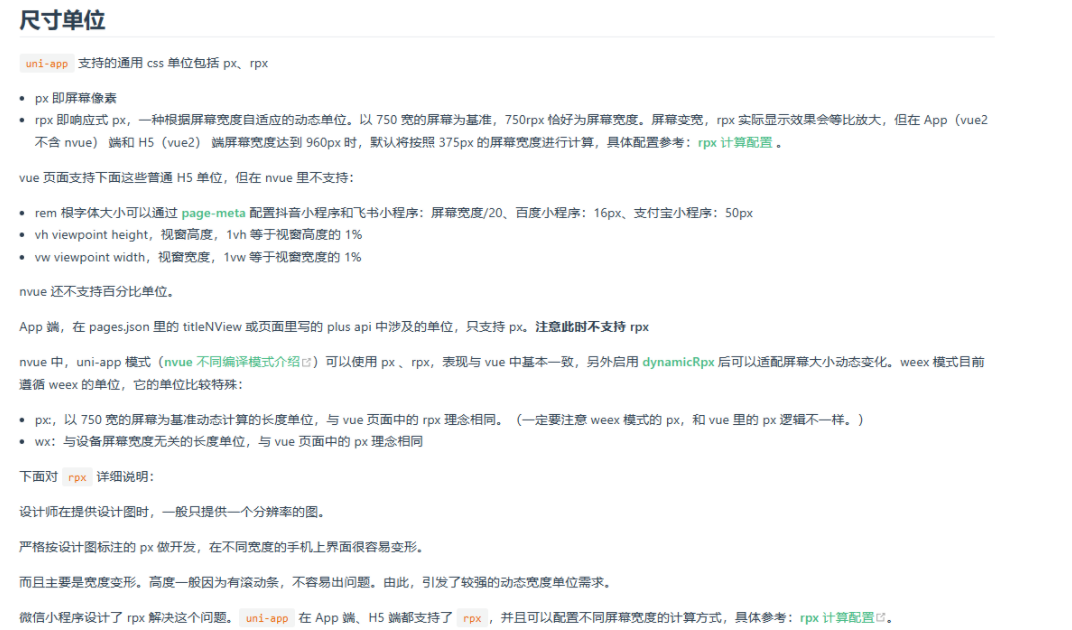 尺寸单位
uni-app 支持的通用 css 单位包括 px、rpx
• px 即屏幕像素
• rpx 即响应式 px，一种根据屏幕宽度自适应的动态单位。以 750 宽的屏幕为基准，750rpx 恰好为屏幕宽度。屏幕变宽，rpx 实际显示效果会等比放大，但在 App（vue2
不含 nvue） 端和 H5（vue2） 端屏幕宽度达到 960px 时，默认将按照 375px 的屏幕宽度进行计算，具体配置参考：rpx 计算配置 。
vue 页面支持下面这些普通 H5 单位，但在 nvue 里不支持：
• rem 根字体大小可以通过 page-meta 配置抖音小程序和飞书小程序：屏幕宽度/20、百度小程序：16px、支付宝小程序：50px
• vh viewpoint height，视窗高度，1vh 等于视窗高度的 1%
• vw viewpoint width，视窗宽度，1vw 等于视窗宽度的 1%
nvue 还不支持百分比单位。
App 端，在 pages.json 里的 titleNView 或页面里写的 plus api 中涉及的单位，只支持 px。注意此时不支持 rpx
nvue 中，uni-app 模式（nvue 不同编译模式介绍）可以使用 px 、rpx，表现与 vue 中基本一致，另外启用 dynamicRpx 后可以适配屏幕大小动态变化。weex 模式目前
遵循 weex 的单位，它的单位比较特殊：
• px:，以 750 宽的屏幕为基准动态计算的长度单位，与 vue 页面中的 rpx 理念相同。（一定要注意 weex 模式的 px，和 vue 里的 px 逻辑不一样。）
• wx：与设备屏幕宽度无关的长度单位，与 vue 页面中的 px 理念相同
下面对 rpx 详细说明：
设计师在提供设计图时，一般只提供一个分辨率的图。
严格按设计图标注的 px 做开发，在不同宽度的手机上界面很容易变形。
而且主要是宽度变形。高度一般因为有滚动条，不容易出问题。由此，引发了较强的动态宽度单位需求。
微信小程序设计了 rpx 解决这个问题。 uni-app 在 App 端、H5 端都支持了 rpx ，并且可以配置不同屏幕宽度的计算方式，具体参考：rpx 计算配置。